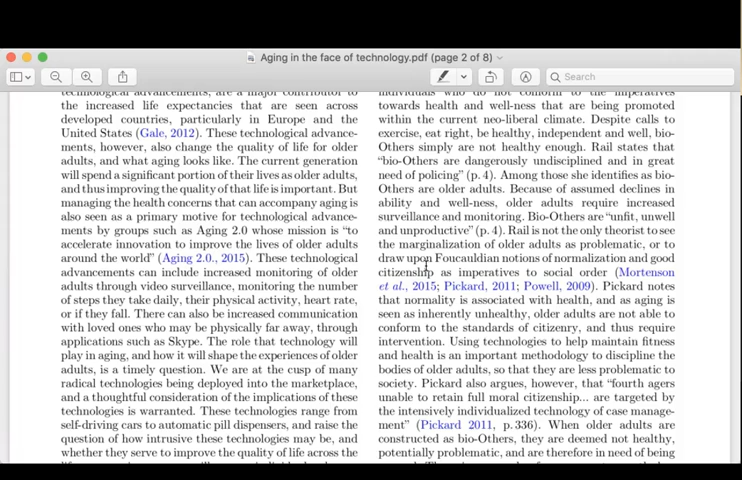 Aging in the face of technology.pdf (page 2 of 8)
Search
technological advancements, are a major contributor to
the increased life expectancies that are seen across
developed countries, particularly in Europe and the
United States (Gale, 2012). These technological advance-
ments, however, also change the quality of life for older
adults, and what aging looks like. The current generation
will spend a significant portion of their lives as older adults,
and thus improving the quality of that life is important. But
managing the health concerns that can accompany aging is
also seen as a primary motive for technological advance-
ments by groups such as Aging 2.0 whose mission is “to
accelerate innovation to improve the lives of older adults
around the world” (Aging 2.0., 2015). These technological
advancements can include increased monitoring of older
adults through video surveillance, monitoring the number
of steps they take daily, their physical activity, heart rate,
or if they fall. There can also be increased communication
with loved ones who may be physically far away, through
applications such as Skype. The role that technology will
play in aging, and how it will shape the experiences of older
adults, is a timely question. We are at the cusp of many
radical technologies being deployed into the marketplace,
and a thoughtful consideration of the implications of these
technologies is warranted. These technologies range from
self-driving cars to automatic pill dispensers, and raise the
question of how intrusive these technologies may be, and
whether they serve to improve the quality of life across the
individuals who do not conform to the imperatives
towards health and well-ness that are being promoted
within the current neo-liberal climate. Despite calls to
exercise, eat right, be healthy, independent and well, bio-
Others simply are not healthy enough. Rail states that
“bio-Others are dangerously undisciplined and in great
need of policing” (p. 4). Among those she identifies as bio-
Others are older adults. Because of assumed declines in
ability and well-ness, older adults require increased
surveillance and monitoring. Bio-Others are “unfit, unwell
and unproductive” (p. 4). Rail is not the only theorist to see
the marginalization of older adults as problematic, or to
draw upon Foucauldian notions of normalization and good
citizenship as imperatives to social order (Mortenson
et al., 2015; Pickard, 2011; Powell, 2009). Pickard notes
that normality is associated with health, and as aging is
seen as inherently unhealthy, older adults are not able to
conform to the standards of citizenry, and thus require
intervention. Using technologies to help maintain fitness
and health is an important methodology to discipline the
bodies of older adults, so that they are less problematic to
society. Pickard also argues, however, that “fourth agers
unable to retain full moral citizenship... are targeted by
the intensively individualized technology of case manage-
ment” (Pickard 2011, p. 336). When older adults are
constructed as bio-Others, they are deemed not healthy,
potentially problematic, and are therefore in need of being